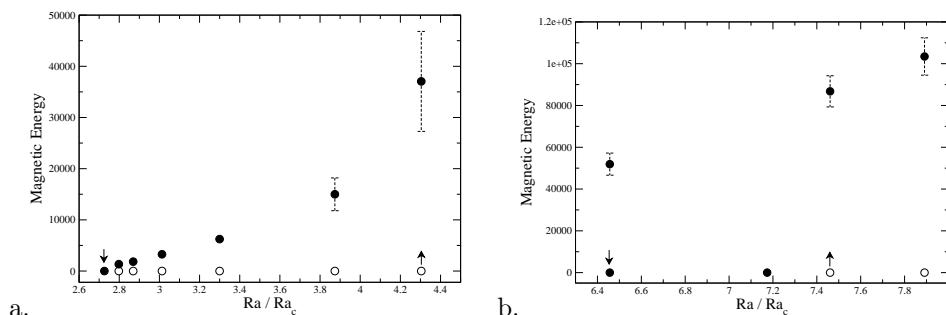 50000
40000
30000
20000
10000
0
Magnetic Energy
2.6 2.8 3 3.2 3.4 3.6 3.8 4 4.2 4.4
Ra / Ra_c
a.
1.2e+05
1e+05
80000
60000
40000
20000
0
Magnetic Energy
6.4 6.6 6.8 7 7.2 7.4 7.6 7.8
Ra / Ra_c
b.